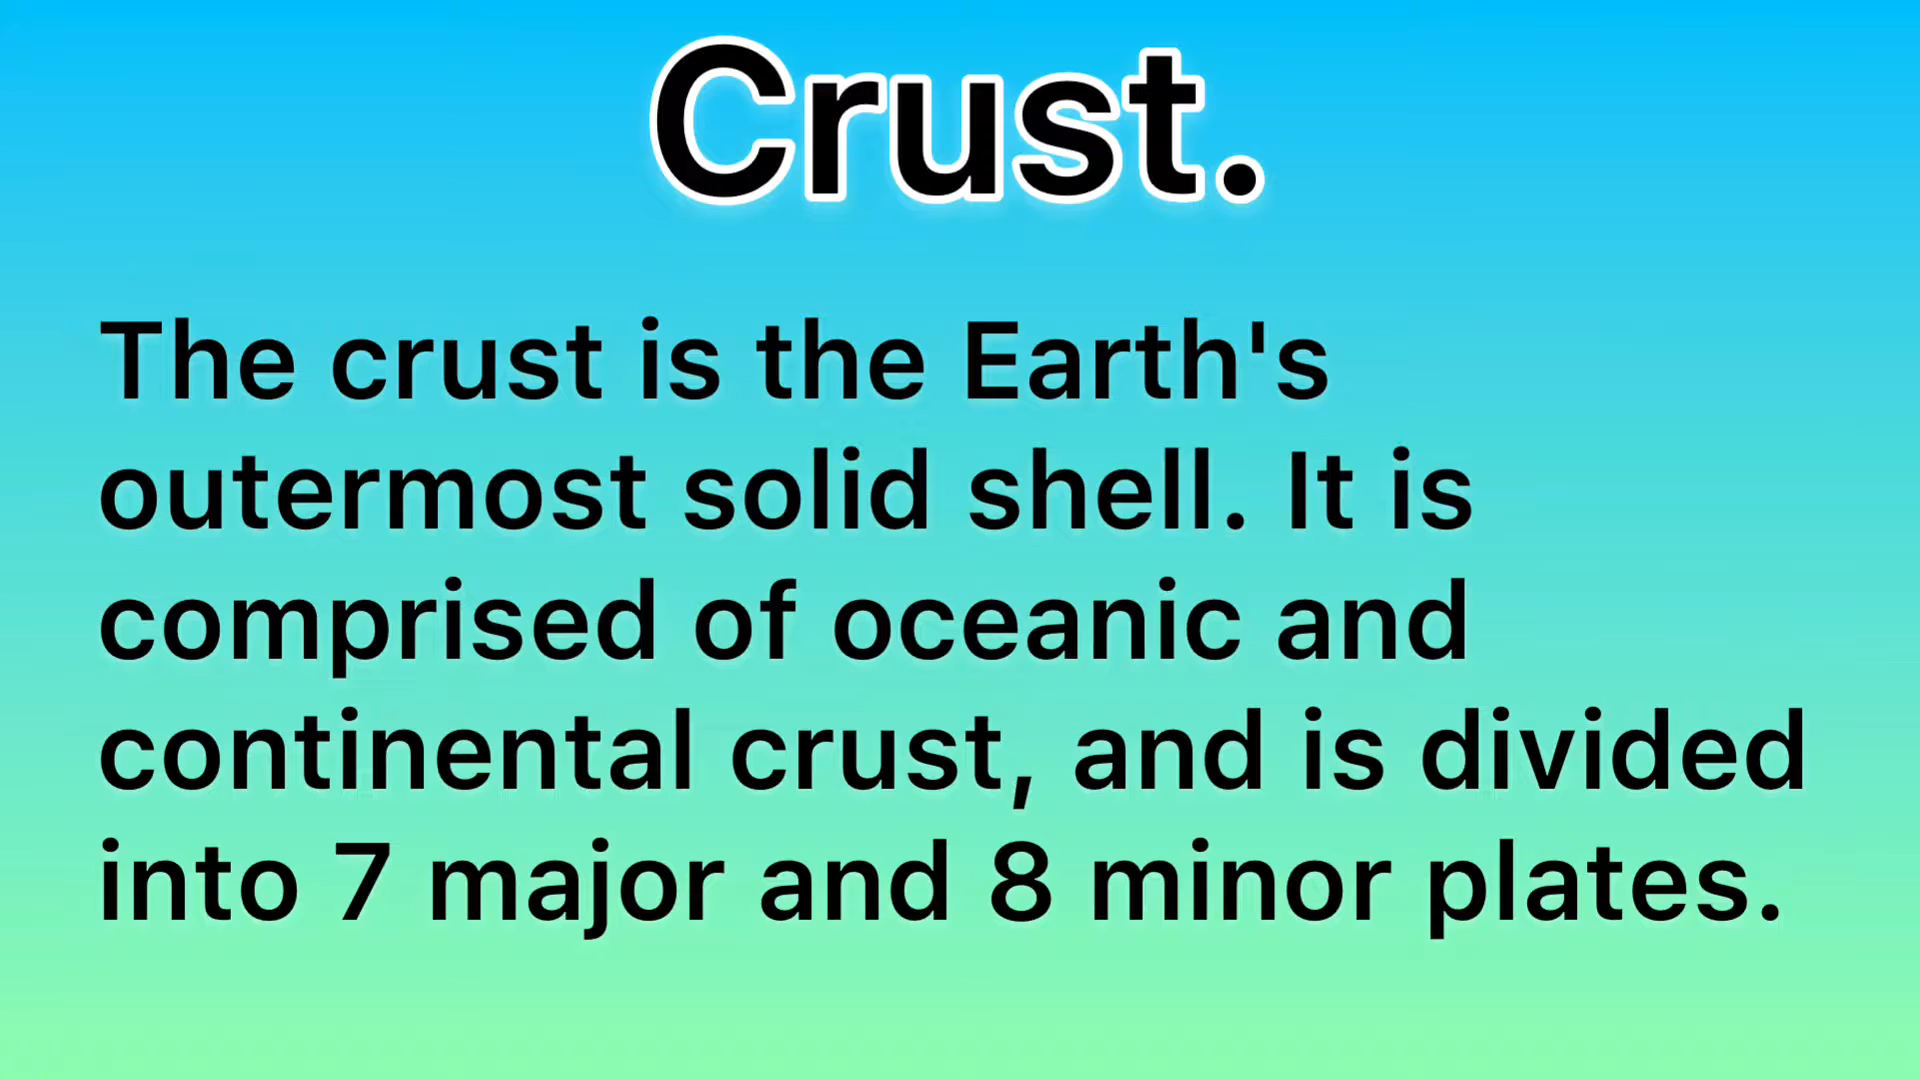 Crust.
The crust is the Earth's
outermost solid shell. It is
comprised of oceanic and
continental crust, and is divided
into 7 major and 8 minor plates.